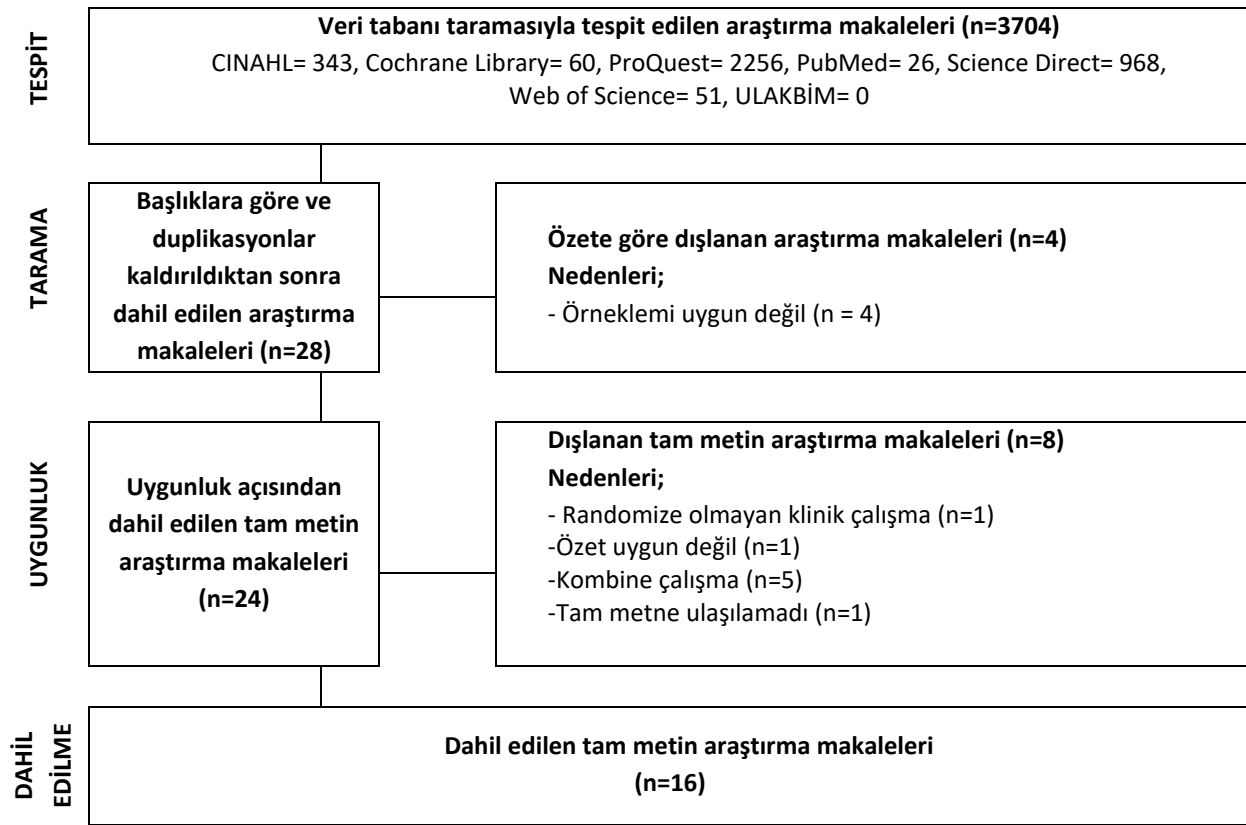 TESPİT
Veri tabanı taramasıyla tespit edilen araştırma makaleleri (n=3704)
CINAHL= 343, Cochrane Library= 60, ProQuest= 2256, PubMed= 26, Science Direct= 968,
Web of Science= 51, ULAKBİM= 0
TARAMA
Başlıklara göre ve
duplikasyonlar
kaldırıldıktan sonra
dahil edilen araştırma
makaleleri (n=28)
Özete göre dışlanan araştırma makaleleri (n=4)
Nedenleri;
- Örneklemi uygun değil (n = 4)
UYGUNLUK
Uygunluk açısından
dahil edilen tam metin
araştırma makaleleri
(n=24)
Dışlanan tam metin araştırma makaleleri (n=8)
Nedenleri;
- Randomize olmayan klinik çalışma (n=1)
-Özet uygun değil (n=1)
-Kombine çalışma (n=5)
-Tam metne ulaşılamadı (n=1)
DAHİL
EDİLME
Dahil edilen tam metin araştırma makaleleri
(n=16)